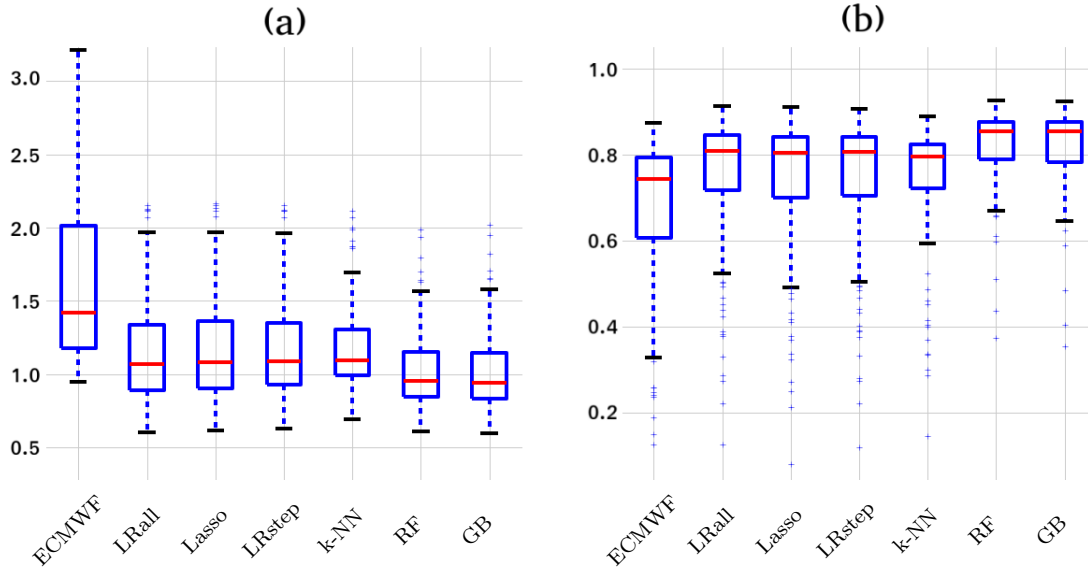 (a)
3.0
2.5
2.0
1.5
1.0
0.5
ECMWF
LRall
Lasso
LRstep
k-NN
RF
GB
(b)
1.0
0.8
0.6
0.4
0.2
ECMWF
LRall
Lasso
LRstep
k-NN
RF
GB